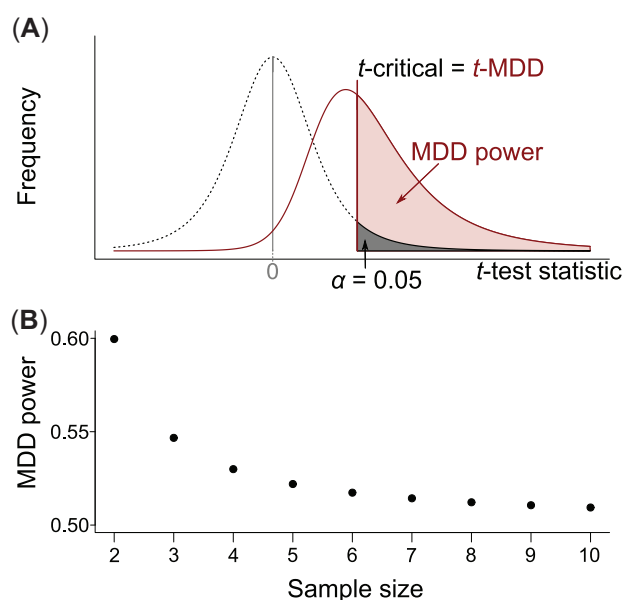 (A)
t-critical = t-MDD
Frequency
MDD power
0
t-test statistic
α = 0.05
(B)
0.60
0.55
0.50
MDD power
2 3 4 5 6 7 8 9 10
Sample size